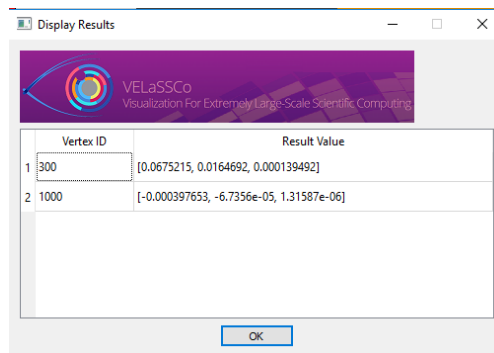 Display Results
VELaSSCo
Visualization For Extremely Large-Scale Scientific Computing
Vertex ID Result Value
1 300 [0.0675215, 0.0164692, 0.000139492]
2 1000 [-0.000397653, -6.7356e-05, 1.31587e-06]
OK